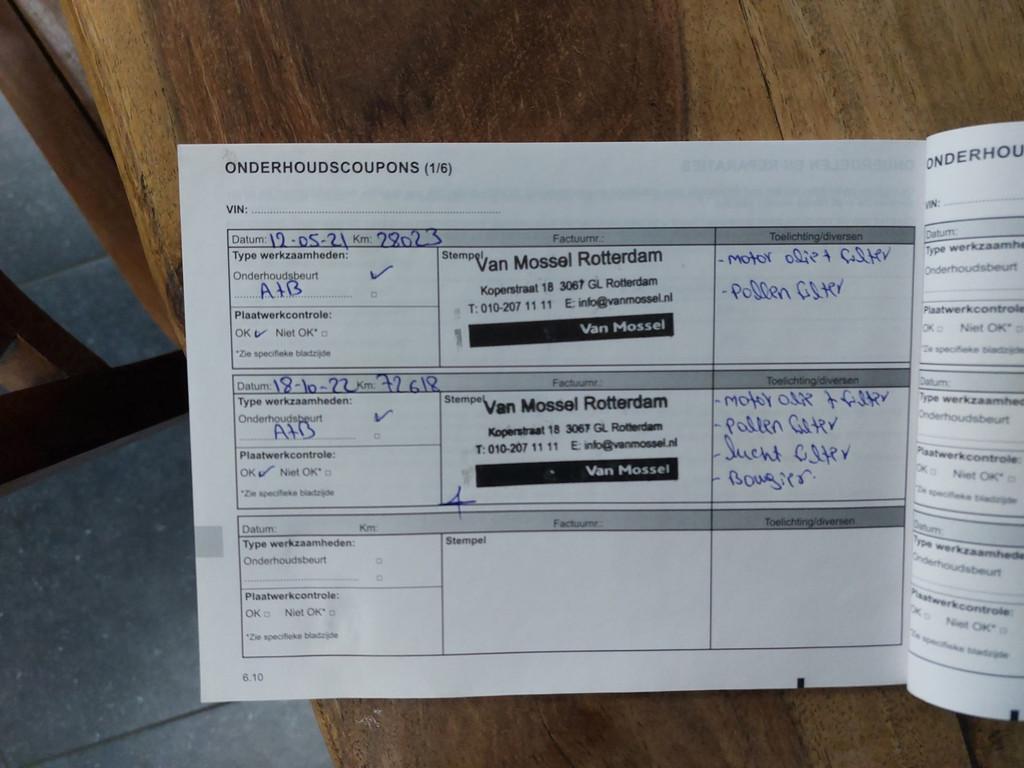 ONDERHOUDSCOUPONS (1/6)
VIN:
Datum: 12-05-21 Km: 28023 Factuurnr.: Toelichting/diversen
Type werkzaamheden:
Onderhoudsbeurt
A+B
Plaatwerkcontrole:
OK Niet OK*
*Zie specifieke bladzijde
Stempel
Van Mossel Rotterdam
Koperstraat 18 3067 GL Rotterdam
T: 010-207 11 11 E: info@vanmossel.nl
Van Mossel
- motor olie + filter
- Pollen filter
Datum: 18-10-22 Km: 72618 Factuurnr.: Toelichting/diversen
Type werkzaamheden:
Onderhoudsbeurt
A+B
Plaatwerkcontrole:
OK Niet OK*
*Zie specifieke bladzijde
Stempel
Van Mossel Rotterdam
Koperstraat 18 3067 GL Rotterdam
T: 010-207 11 11 E: info@vanmossel.nl
Van Mossel
- motor olie + filter
- Pollen filter
- lucht filter
- Bougies.
Datum: Km: Factuurnr.: Toelichting/diversen
Type werkzaamheden:
Onderhoudsbeurt
Plaatwerkcontrole:
OK Niet OK*
*Zie specifieke bladzijde
Stempel
6.10
ONDERHOU
VIN:
Datum:
Type werkzaamhe
Onderhoudsbeurt
Plaatwerkcontrole:
OK Niet OK*
*Zie specifieke bladzijde
Datum:
Type werkzaamhede
Onderhoudsbeurt
Plaatwerkcontrole:
OK Niet OK*
*Zie specifieke bladzijde
Datum:
Type werkzaamhede
Onderhoudsbeurt
Plaatwerkcontrole:
OK Niet OK*
*Zie specifieke bladzijde